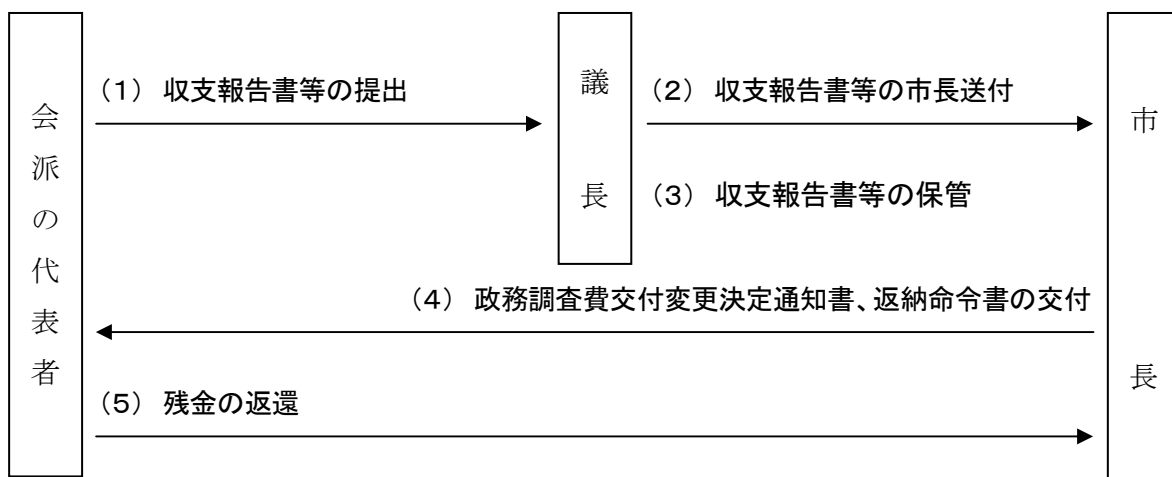 会派の代表者
(1) 収支報告書等の提出
議長
(2) 収支報告書等の市長送付
(3) 収支報告書等の保管
市長
(4) 政務調査費交付変更決定通知書、返納命令書の交付
(5) 残金の返還